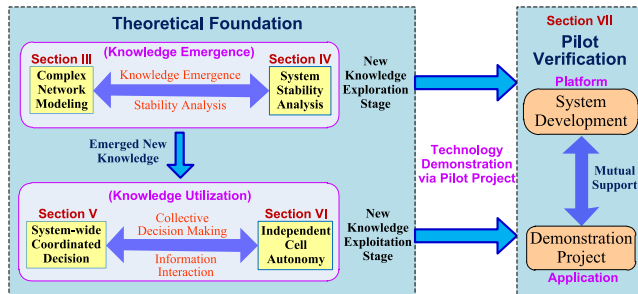 Theoretical Foundation
(Knowledge Emergence)
Section III
Complex
Network
Modeling
Knowledge Emergence
Stability Analysis
Section IV
System
Stability
Analysis
New
Knowledge
Exploration
Stage
Emerged New
Knowledge
(Knowledge Utilization)
Section V
System-wide
Coordinated
Decision
Collective
Decision Making
Information
Interaction
Section VI
Independent
Cell
Autonomy
New
Knowledge
Exploitation
Stage
Technology
Demonstration
via Pilot Project
Section VII
Pilot
Verification
Platform
System
Development
Mutual
Support
Demonstration
Project
Application